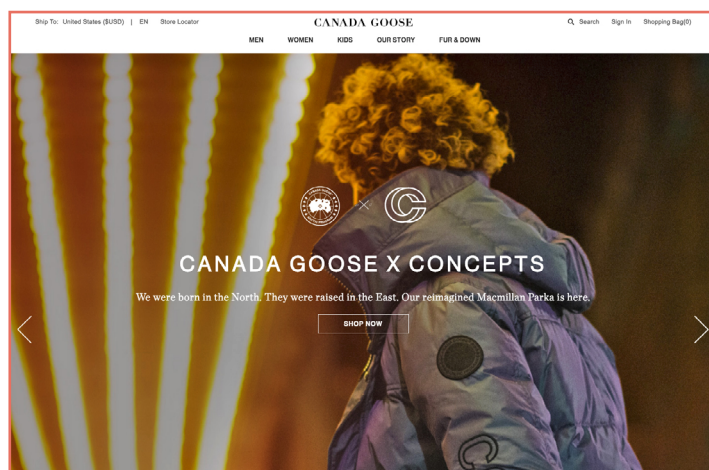 Ship To: United States ($USD) | EN Store Locator
CANADA GOOSE
Search Sign In Shopping Bag(0)
MEN WOMEN KIDS OUR STORY FUR & DOWN
CANADA GOOSE X CONCEPTS
We were born in the North. They were raised in the East. Our reimagined Macmillan Parka is here.
SHOP NOW